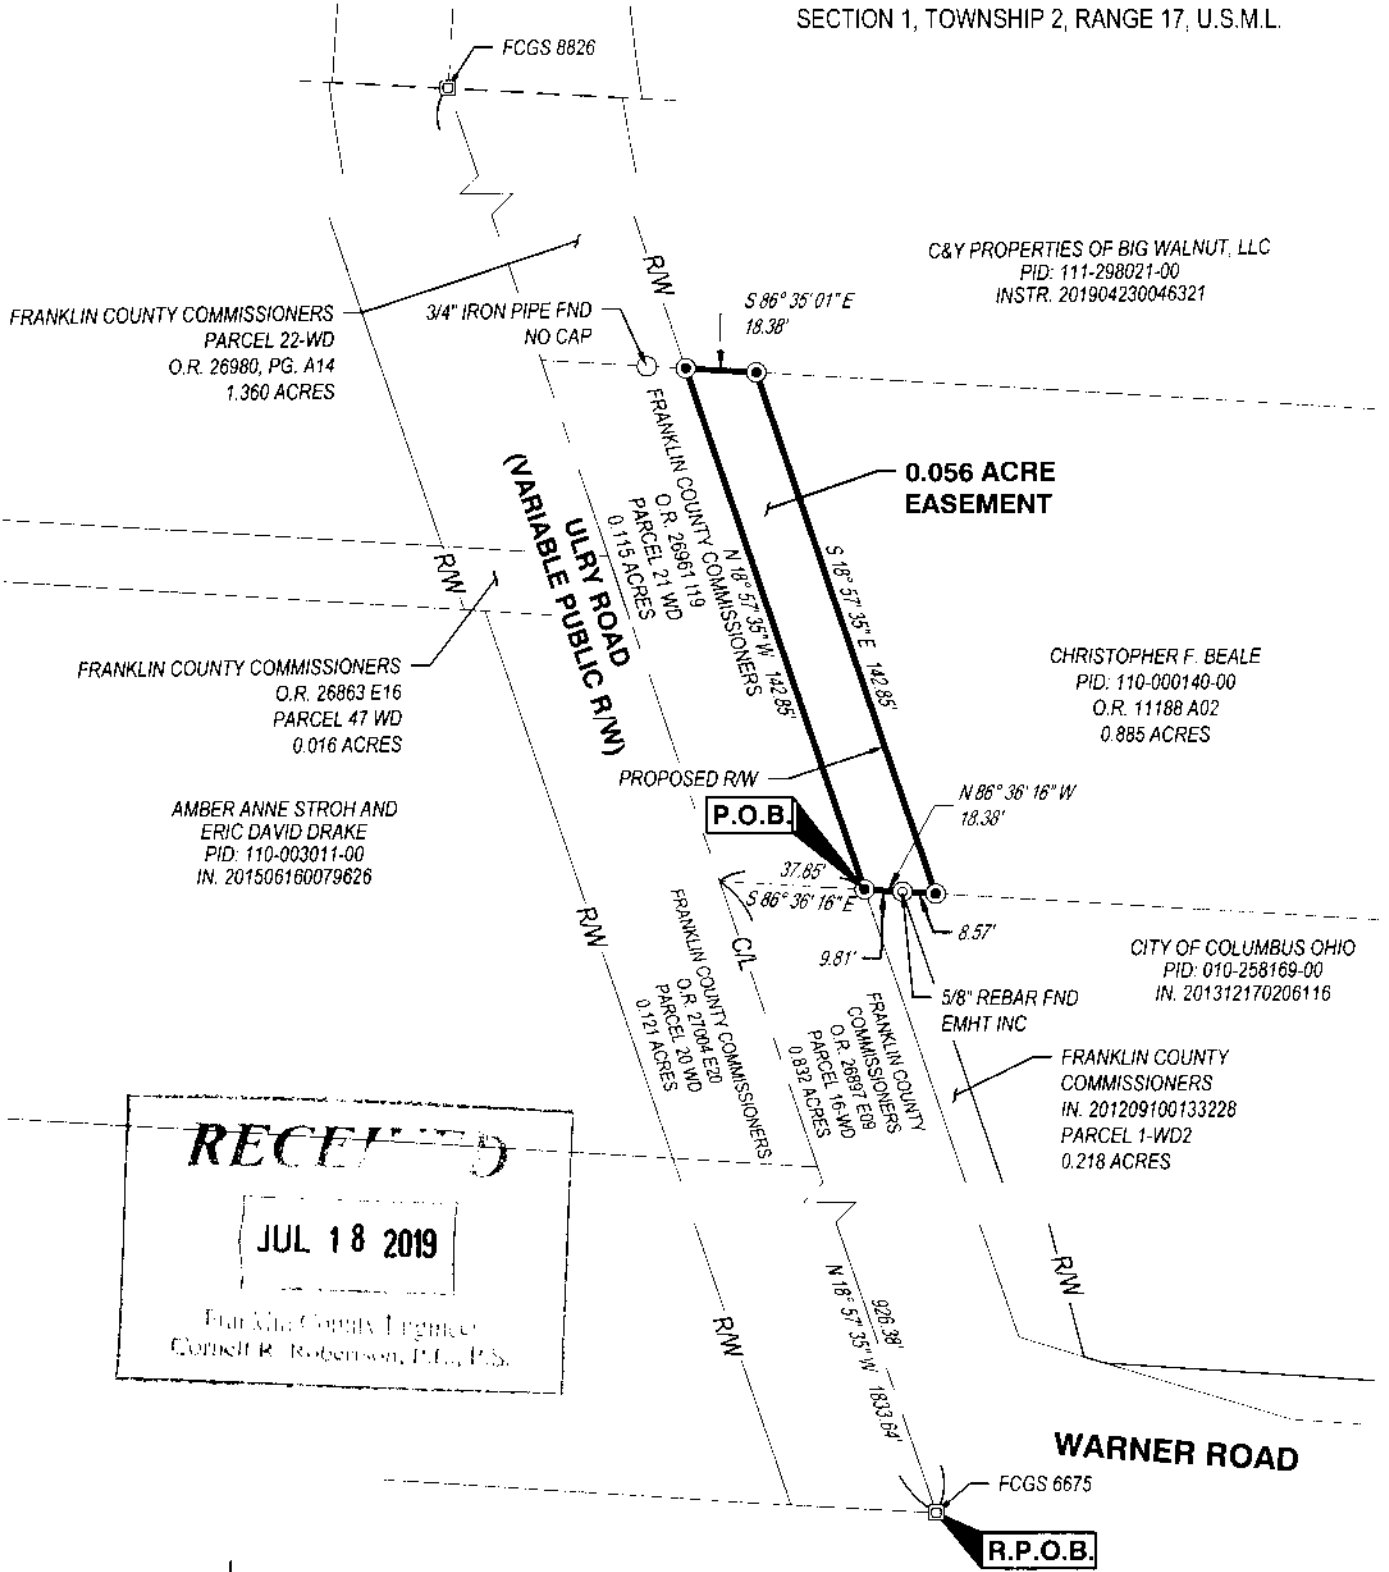 SECTION 1, TOWNSHIP 2, RANGE 17, U.S.M.L.
FCGS 8826
C&Y PROPERTIES OF BIG WALNUT, LLC
PID: 111-298021-00
INSTR. 201904230046321
R/W
S 86° 35' 01" E
18.38'
FRANKLIN COUNTY COMMISSIONERS
PARCEL 22-WD
O.R. 26980, PG. A14
1.360 ACRES
3/4" IRON PIPE FND
NO CAP
0.056 ACRE
EASEMENT
FRANKLIN COUNTY COMMISSIONERS
O.R. 26961 I19
PARCEL 21 WD
0.115 ACRES
ULRY ROAD
(VARIABLE PUBLIC R/W)
N 18° 57' 35" W 142.85'
S 18° 57' 35" E 142.85'
R/W
FRANKLIN COUNTY COMMISSIONERS
O.R. 26863 E16
PARCEL 47 WD
0.016 ACRES
CHRISTOPHER F. BEALE
PID: 110-000140-00
O.R. 11188 A02
0.885 ACRES
PROPOSED R/W
P.O.B.
N 86° 36' 16" W
18.38'
AMBER ANNE STROH AND
ERIC DAVID DRAKE
PID: 110-003011-00
IN. 201506160079626
37.85'
S 86° 36' 16" E
R/W
C/L
8.57'
9.81'
CITY OF COLUMBUS OHIO
PID: 010-258169-00
IN. 201312170206116
5/8" REBAR FND
EMHT INC
FRANKLIN COUNTY COMMISSIONERS
O.R. 27004 E20
PARCEL 20 WD
0.121 ACRES
FRANKLIN COUNTY
COMMISSIONERS
O.R. 26897 E09
PARCEL 16-WD
0.832 ACRES
FRANKLIN COUNTY
COMMISSIONERS
IN. 201209100133228
PARCEL 1-WD2
0.218 ACRES
RECEIVED
JUL 18 2019
Franklin County Engineer
Cornell R. Robertson, P.E., P.S.
R/W
R/W
926.38'
N 18° 57' 35" W 1833.64'
WARNER ROAD
FCGS 6675
R.P.O.B.